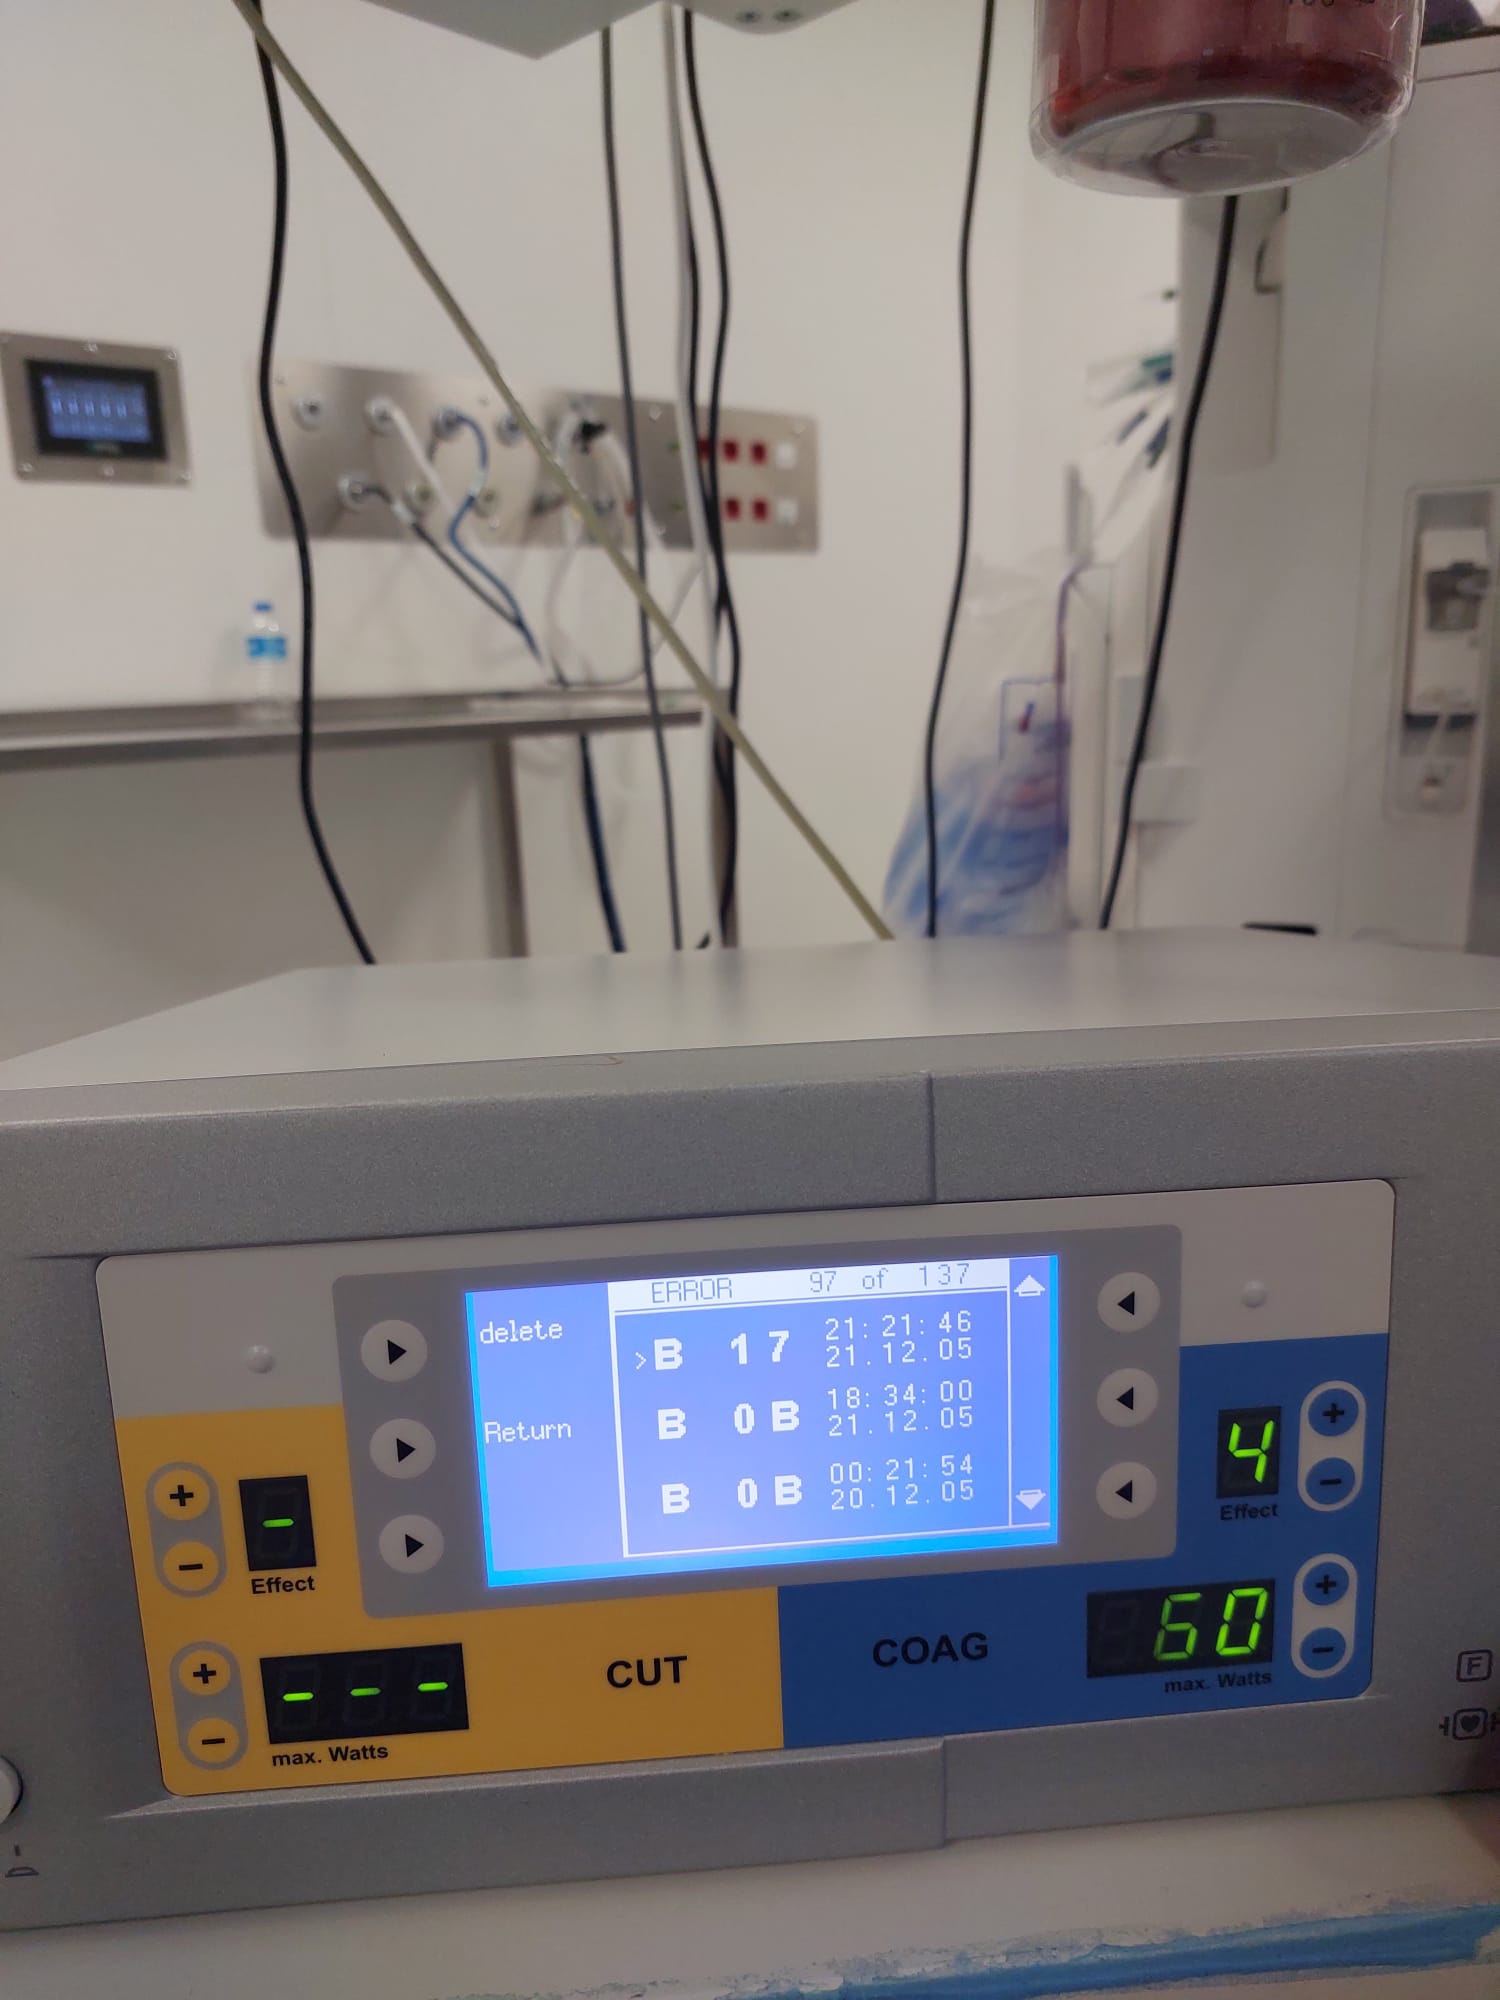 ERROR 97 of 137
delete
>B 17 21:21:46
21.12.05
B 0B 18:34:00
21.12.05
Return
B 0B 00:21:54
20.12.05
+
-
-
Effect
4
+
-
Effect
+
-
---
max. Watts
CUT
COAG
60
+
-
max. Watts
F